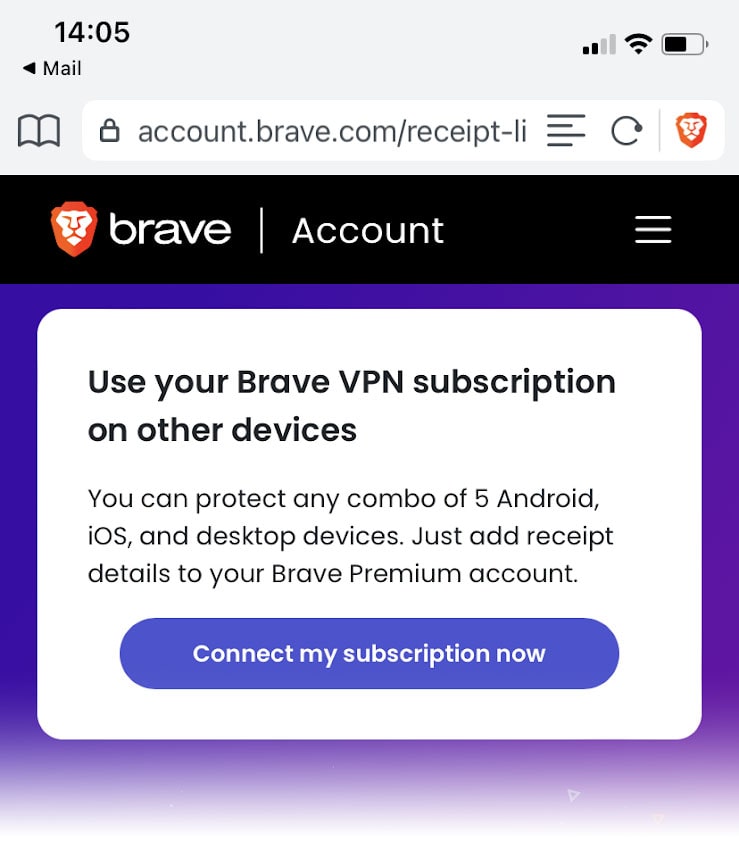 14:05
◀ Mail
account.brave.com/receipt-li
brave | Account
Use your Brave VPN subscription
on other devices
You can protect any combo of 5 Android,
iOS, and desktop devices. Just add receipt
details to your Brave Premium account.
Connect my subscription now